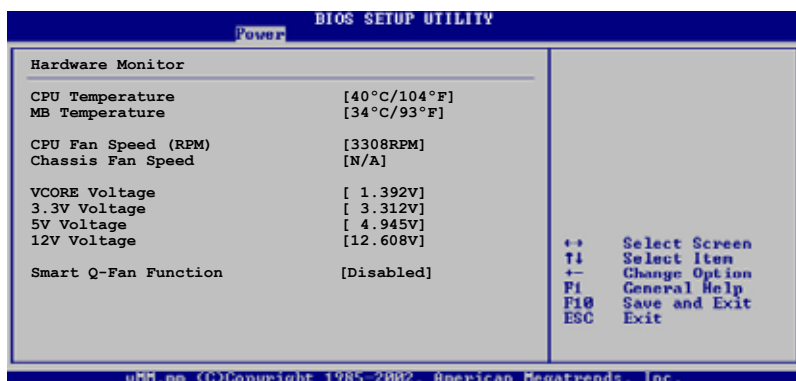 BIOS SETUP UTILITY
Power
Hardware Monitor
CPU Temperature [40°C/104°F]
MB Temperature [34°C/93°F]
CPU Fan Speed (RPM) [3308RPM]
Chassis Fan Speed [N/A]
VCORE Voltage [ 1.392V]
3.3V Voltage [ 3.312V]
5V Voltage [ 4.945V]
12V Voltage [12.608V]
Smart Q-Fan Function [Disabled]
↔ Select Screen
↑↓ Select Item
+- Change Option
F1 General Help
F10 Save and Exit
ESC Exit
(C)Copyright 1985-2002, American Megatrends, Inc.